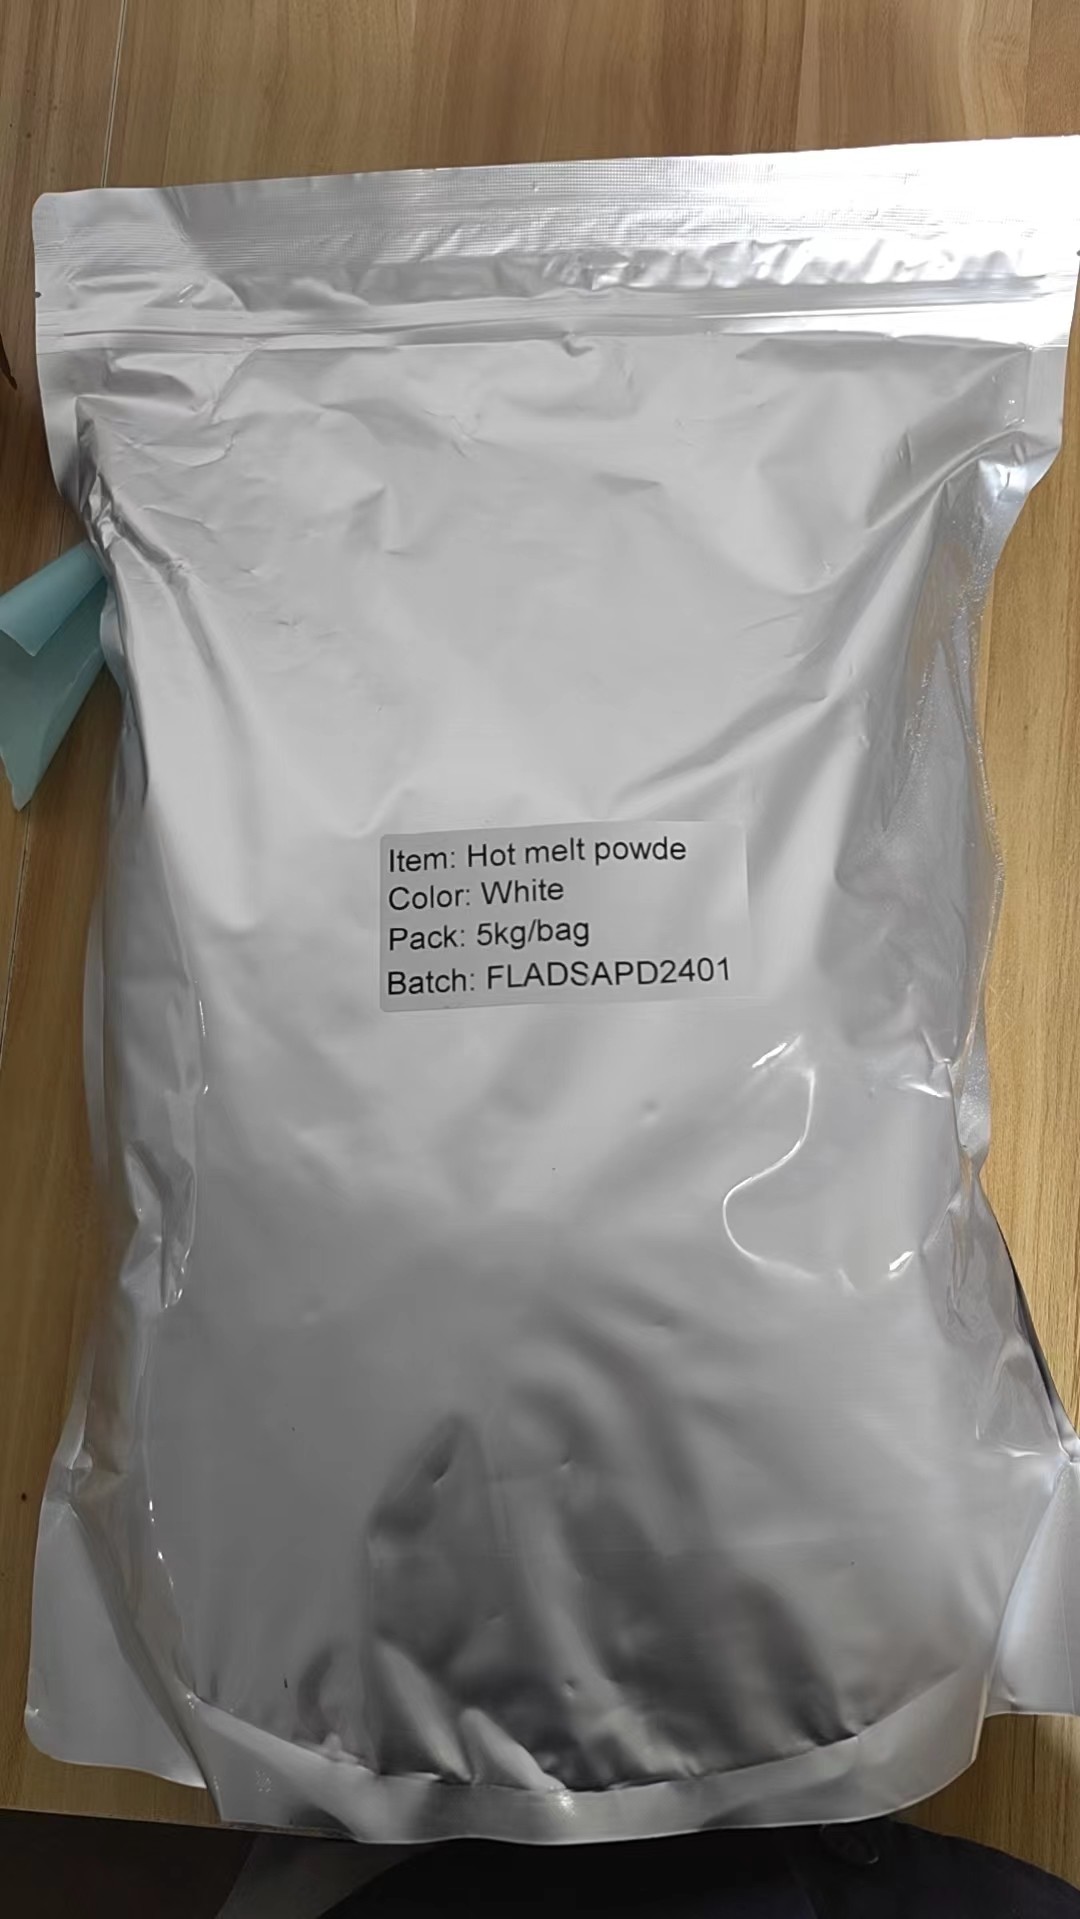 Item: Hot melt powde
Color: White
Pack: 5kg/bag
Batch: FLADSAPD2401